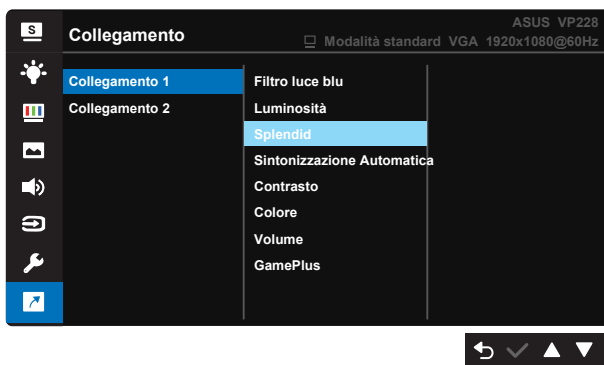 S
Collegamento
ASUS VP228
Modalità standard VGA 1920x1080@60Hz
Collegamento 1
Collegamento 2
Filtro luce blu
Luminosità
Splendid
Sintonizzazione Automatica
Contrasto
Colore
Volume
GamePlus